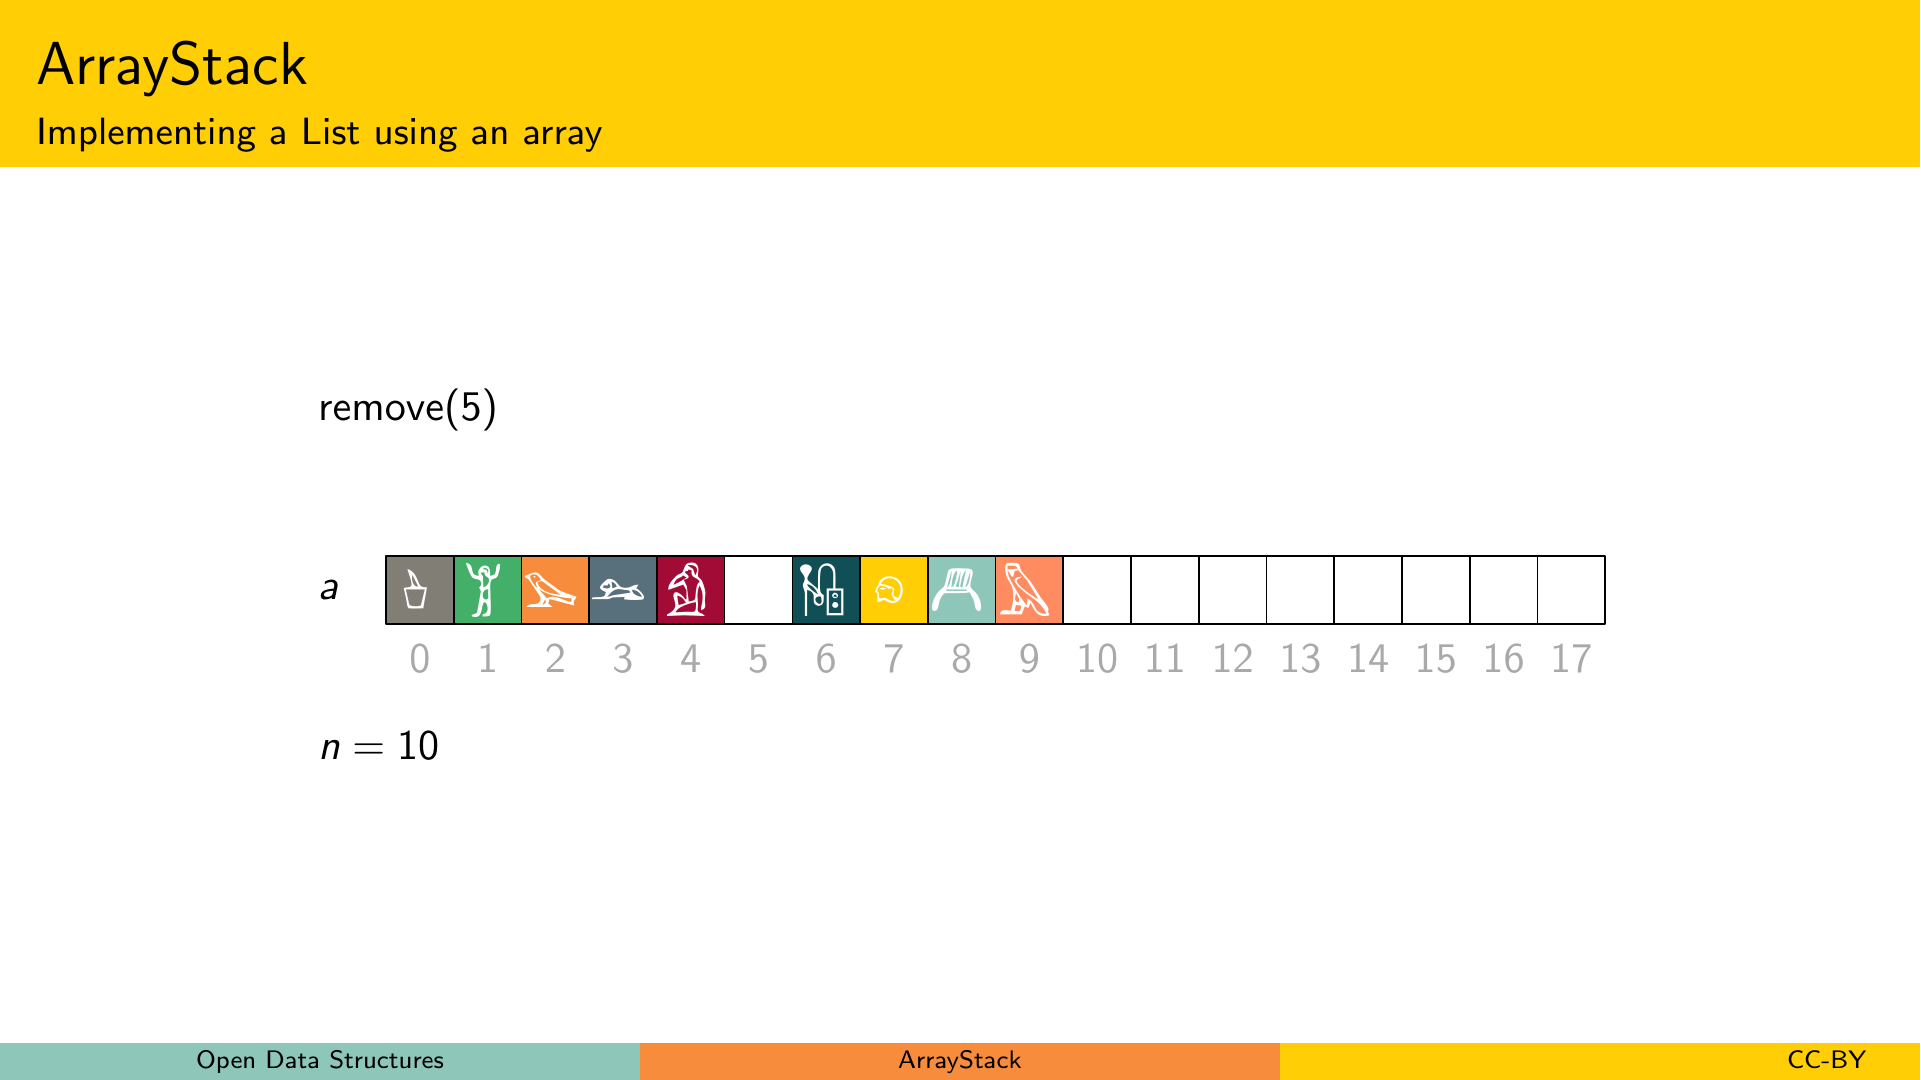 ArrayStack
Implementing a List using an array
remove(5)
a
0 1 2 3 4 5 6 7 8 9 10 11 12 13 14 15 16 17
n = 10
Open Data Structures ArrayStack CC-BY